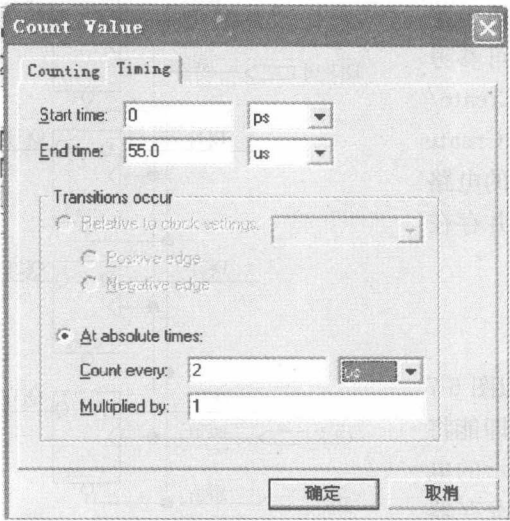 Count Value
Counting Timing
Start time: 0 ps
End time: 55.0 us
Transitions occur
Relative to clock settings:
Positive edge
Negative edge
At absolute times:
Count every: 2
Multiplied by: 1
确定 取消